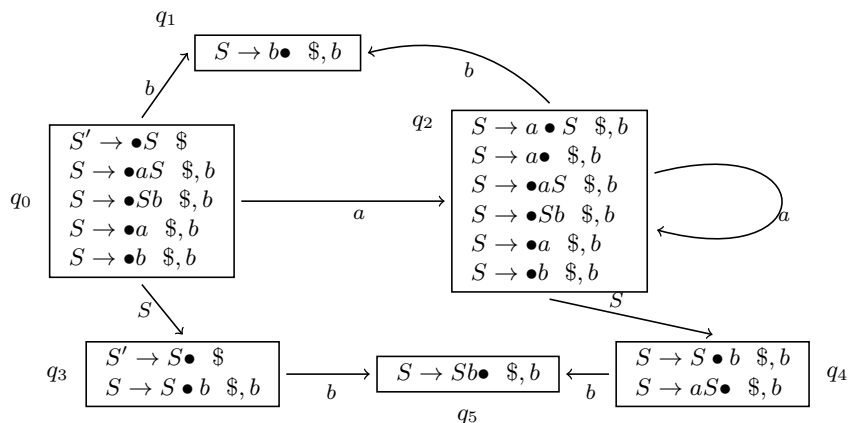 q1
S → b•  $, b
b
b
q2
S → a • S  $, b
S → a•  $, b
S → •aS  $, b
S → •Sb  $, b
S → •a  $, b
S → •b  $, b
q0
S′ → •S  $
S → •aS  $, b
S → •Sb  $, b
S → •a  $, b
S → •b  $, b
a
a
S
S
q3
S′ → S•  $
S → S • b  $, b
b
S → Sb•  $, b
q5
b
S → S • b  $, b
S → aS•  $, b
q4